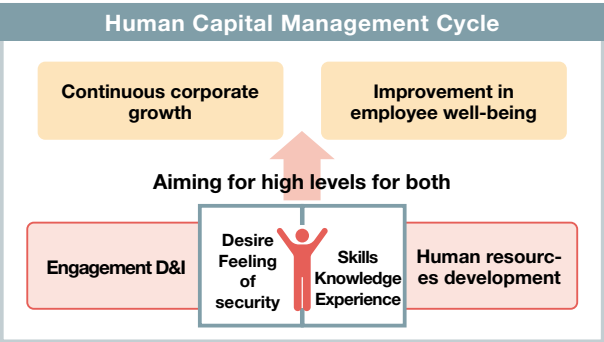 Human Capital Management Cycle
Continuous corporate
growth
Improvement in
employee well-being
Aiming for high levels for both
Engagement D&I
Desire
Feeling
of
security
Skills
Knowledge
Experience
Human resourc-
es development